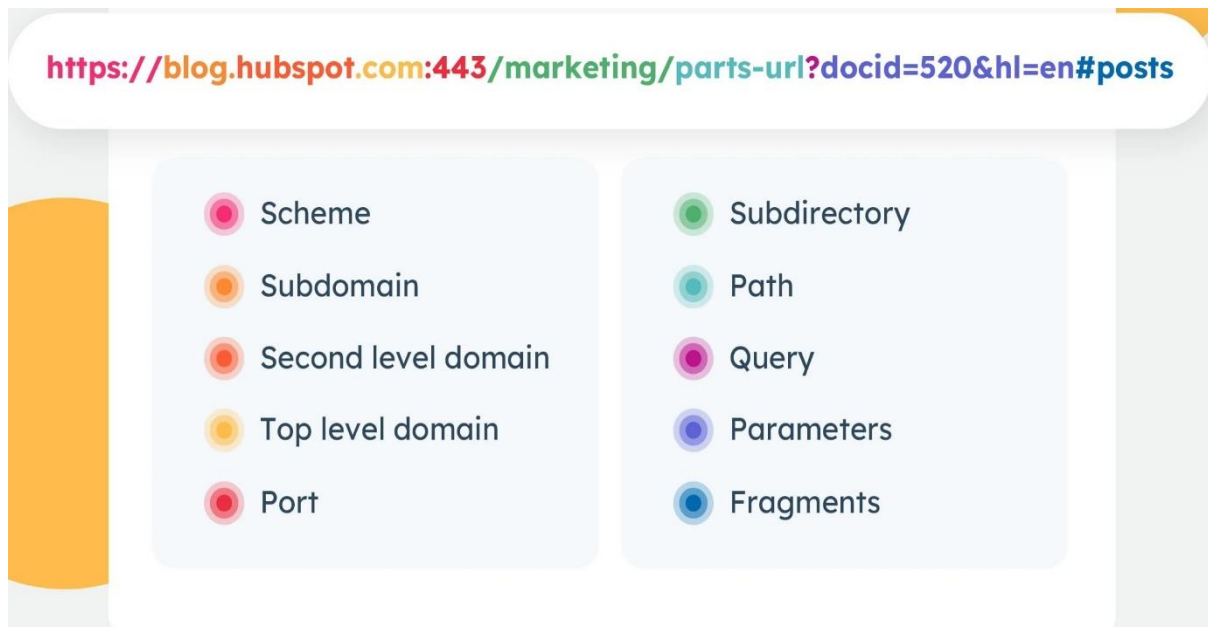 https://blog.hubspot.com:443/marketing/parts-url?docid=520&hl=en#posts
Scheme
Subdomain
Second level domain
Top level domain
Port
Subdirectory
Path
Query
Parameters
Fragments